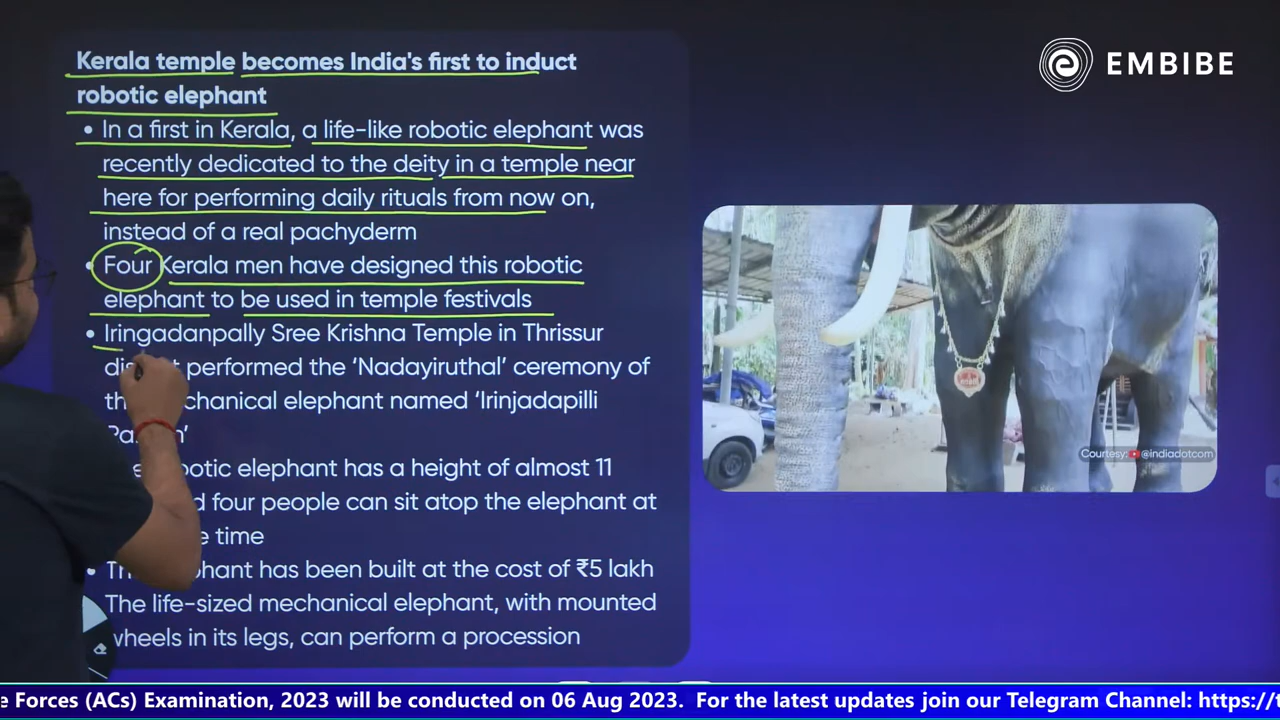 Kerala temple becomes India's first to induct
robotic elephant
• In a first in Kerala, a life-like robotic elephant was
recently dedicated to the deity in a temple near
here for performing daily rituals from now on,
instead of a real pachyderm
• Four Kerala men have designed this robotic
elephant to be used in temple festivals
• Iringadanpally Sree Krishna Temple in Thrissur
performed the ‘Nadayiruthal’ ceremony of
elephant named ‘Irinjadapilli
elephant has a height of almost 11
four people can sit atop the elephant at
time
• has been built at the cost of ₹5 lakh
The life-sized mechanical elephant, with mounted
wheels in its legs, can perform a procession
EMBIBE
Courtesy: @indiadotcom
e Forces (ACs) Examination, 2023 will be conducted on 06 Aug 2023. For the latest updates join our Telegram Channel: https://t